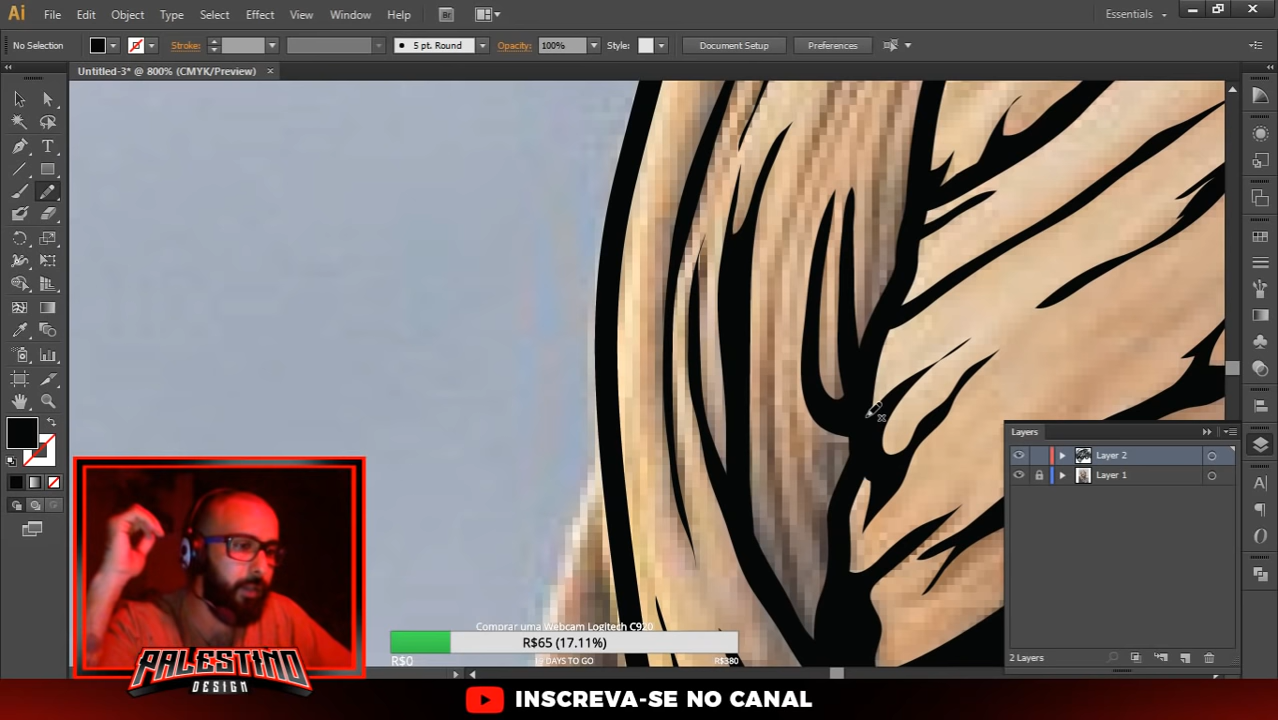 Ai File Edit Object Type Select Effect View Window Help Br Essentials
No Selection Stroke: 5 pt. Round Opacity: 100% Style: Document Setup Preferences
Untitled-3* @ 800% (CMYK/Preview) ×
Layers
Layer 2
Layer 1
2 Layers
Comprar uma Webcam Logitech C920
R$65 (17.11%)
R$0 DAYS TO GO R$380
PALESTINO
DESIGN
INSCREVA-SE NO CANAL